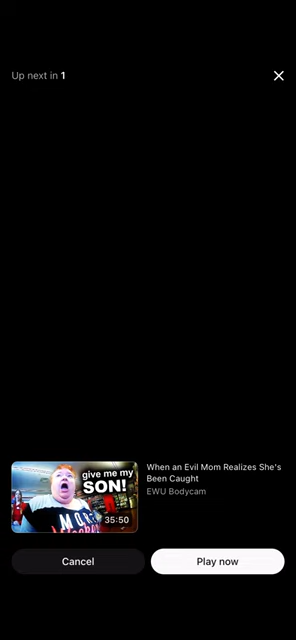 Up next in 1
give me my
SON!
35:50
When an Evil Mom Realizes She's
Been Caught
EWU Bodycam
Cancel
Play now